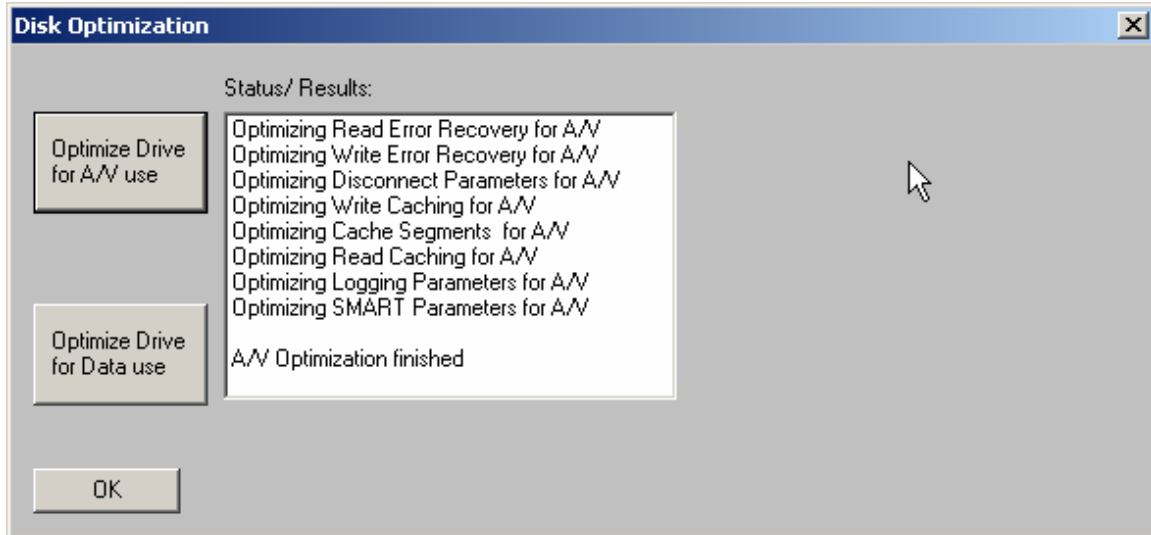 Disk Optimization
Status/ Results:
Optimize Drive
for A/V use
Optimizing Read Error Recovery for A/V
Optimizing Write Error Recovery for A/V
Optimizing Disconnect Parameters for A/V
Optimizing Write Caching for A/V
Optimizing Cache Segments  for A/V
Optimizing Read Caching for A/V
Optimizing Logging Parameters for A/V
Optimizing SMART Parameters for A/V
A/V Optimization finished
Optimize Drive
for Data use
OK